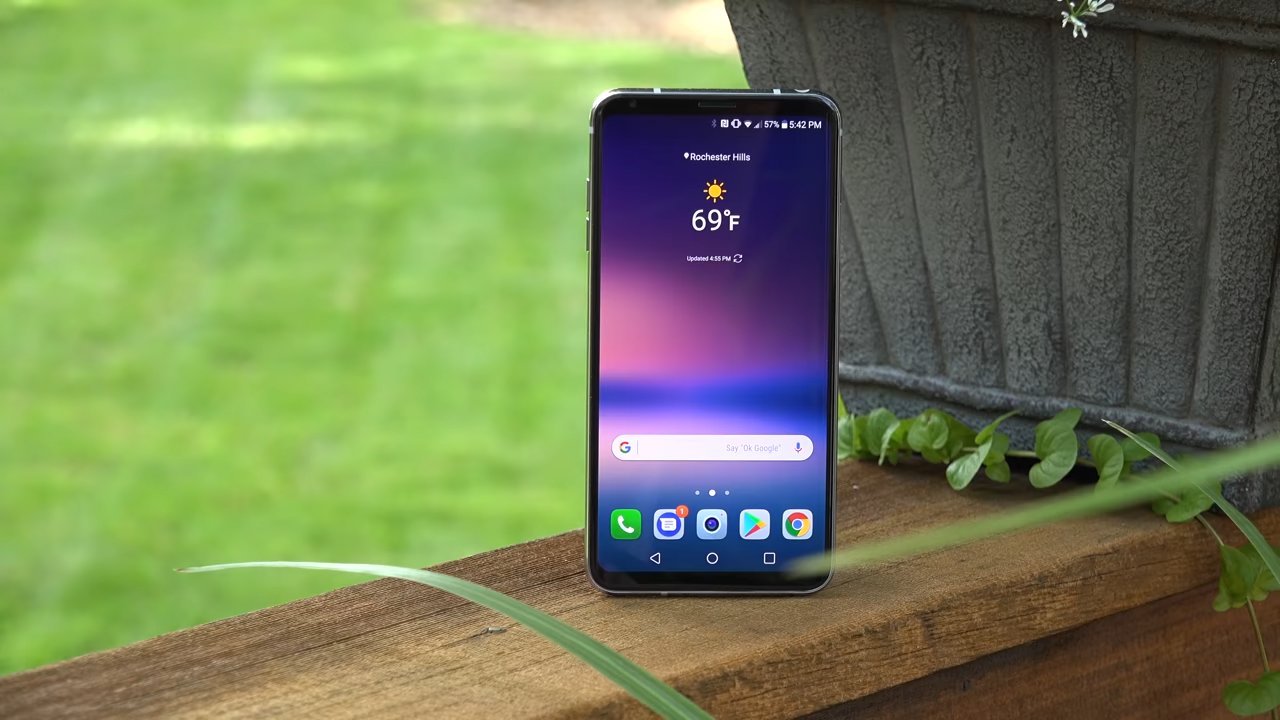 57% 5:42 PM
Rochester Hills
69°F
Updated 4:55 PM
G Say "Ok Google"
1